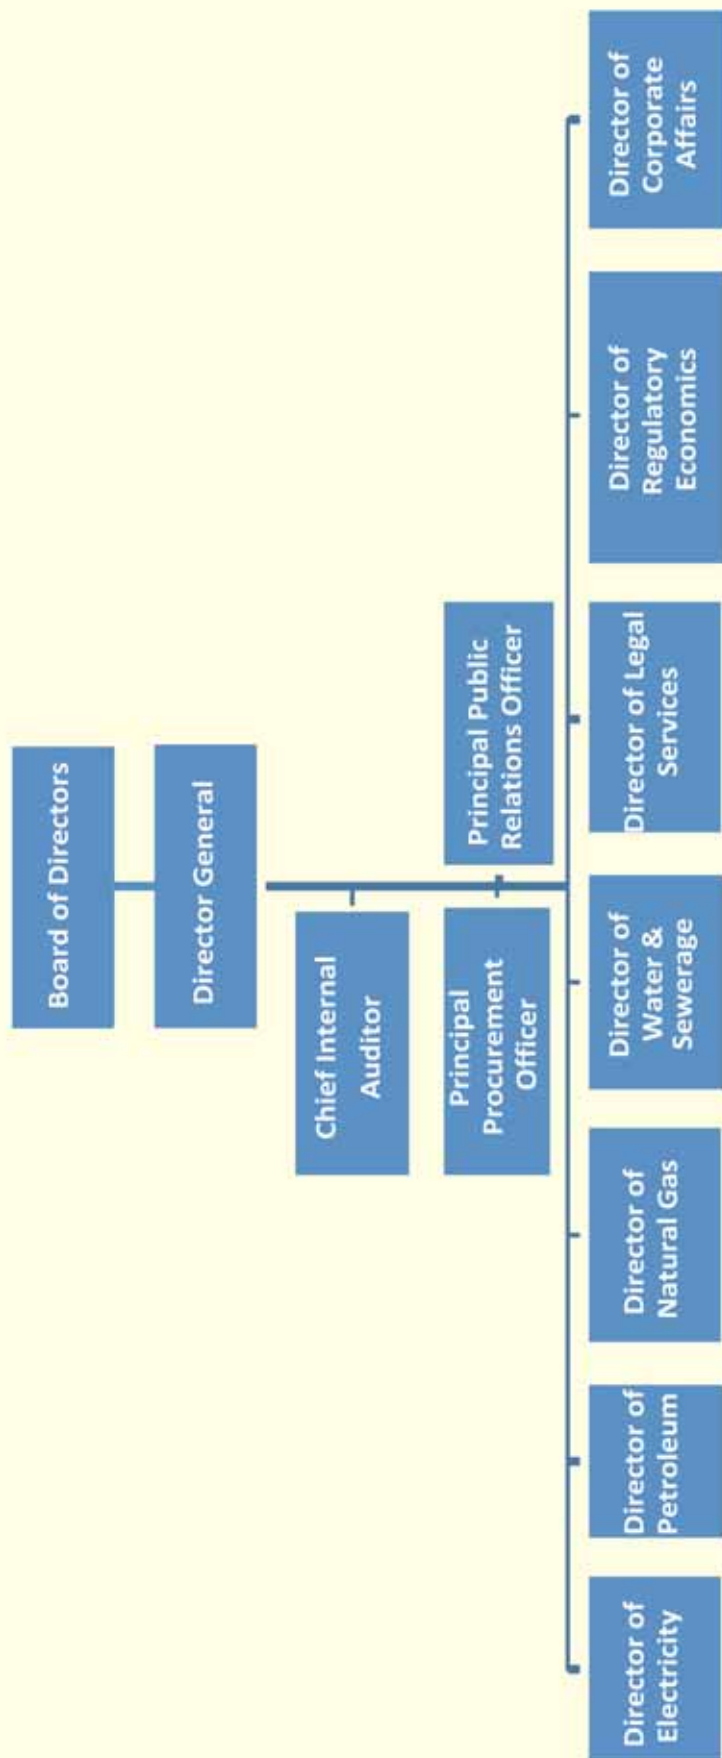 Board of Directors
Director General
Chief Internal
Auditor
Principal
Procurement
Officer
Principal Public
Relations Officer
Director of
Electricity
Director of
Petroleum
Director of
Natural Gas
Director of
Water &
Sewerage
Director of Legal
Services
Director of
Regulatory
Economics
Director of
Corporate
Affairs